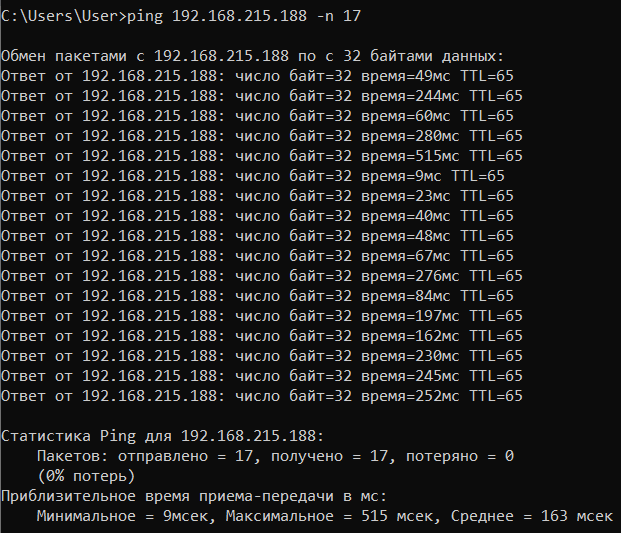 C:\Users\User>ping 192.168.215.188 -n 17
Обмен пакетами с 192.168.215.188 по с 32 байтами данных:
Ответ от 192.168.215.188: число байт=32 время=49мс TTL=65
Ответ от 192.168.215.188: число байт=32 время=244мс TTL=65
Ответ от 192.168.215.188: число байт=32 время=60мс TTL=65
Ответ от 192.168.215.188: число байт=32 время=280мс TTL=65
Ответ от 192.168.215.188: число байт=32 время=515мс TTL=65
Ответ от 192.168.215.188: число байт=32 время=9мс TTL=65
Ответ от 192.168.215.188: число байт=32 время=23мс TTL=65
Ответ от 192.168.215.188: число байт=32 время=40мс TTL=65
Ответ от 192.168.215.188: число байт=32 время=48мс TTL=65
Ответ от 192.168.215.188: число байт=32 время=67мс TTL=65
Ответ от 192.168.215.188: число байт=32 время=276мс TTL=65
Ответ от 192.168.215.188: число байт=32 время=84мс TTL=65
Ответ от 192.168.215.188: число байт=32 время=197мс TTL=65
Ответ от 192.168.215.188: число байт=32 время=162мс TTL=65
Ответ от 192.168.215.188: число байт=32 время=230мс TTL=65
Ответ от 192.168.215.188: число байт=32 время=245мс TTL=65
Ответ от 192.168.215.188: число байт=32 время=252мс TTL=65
Статистика Ping для 192.168.215.188:
Пакетов: отправлено = 17, получено = 17, потеряно = 0
(0% потерь)
Приблизительное время приема-передачи в мс:
Минимальное = 9мсек, Максимальное = 515 мсек, Среднее = 163 мсек